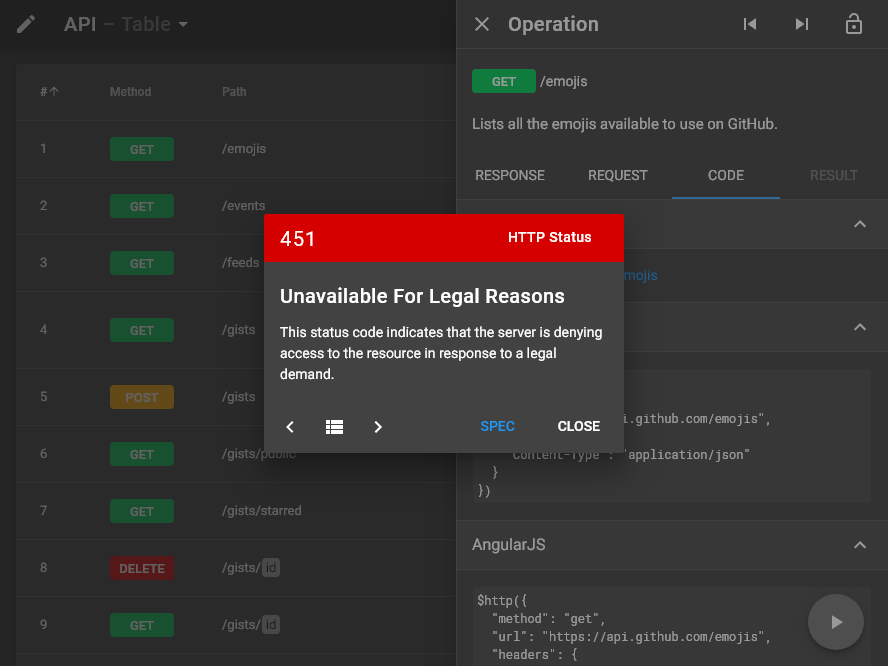 API – Table
# Method Path
1 GET /emojis
2 GET /events
3 GET /feeds
4 GET /gists
5 POST /gists
6 GET /gists/public
7 GET /gists/starred
8 DELETE /gists/ id
9 GET /gists/ id
Operation
GET /emojis
Lists all the emojis available to use on GitHub.
RESPONSE REQUEST CODE RESULT
mojis
i.github.com/emojis",
"Content-Type": "application/json"
}
})
AngularJS
$http({
"method": "get",
"url": "https://api.github.com/emojis",
"headers": {
451 HTTP Status
Unavailable For Legal Reasons
This status code indicates that the server is denying
access to the resource in response to a legal
demand.
SPEC CLOSE